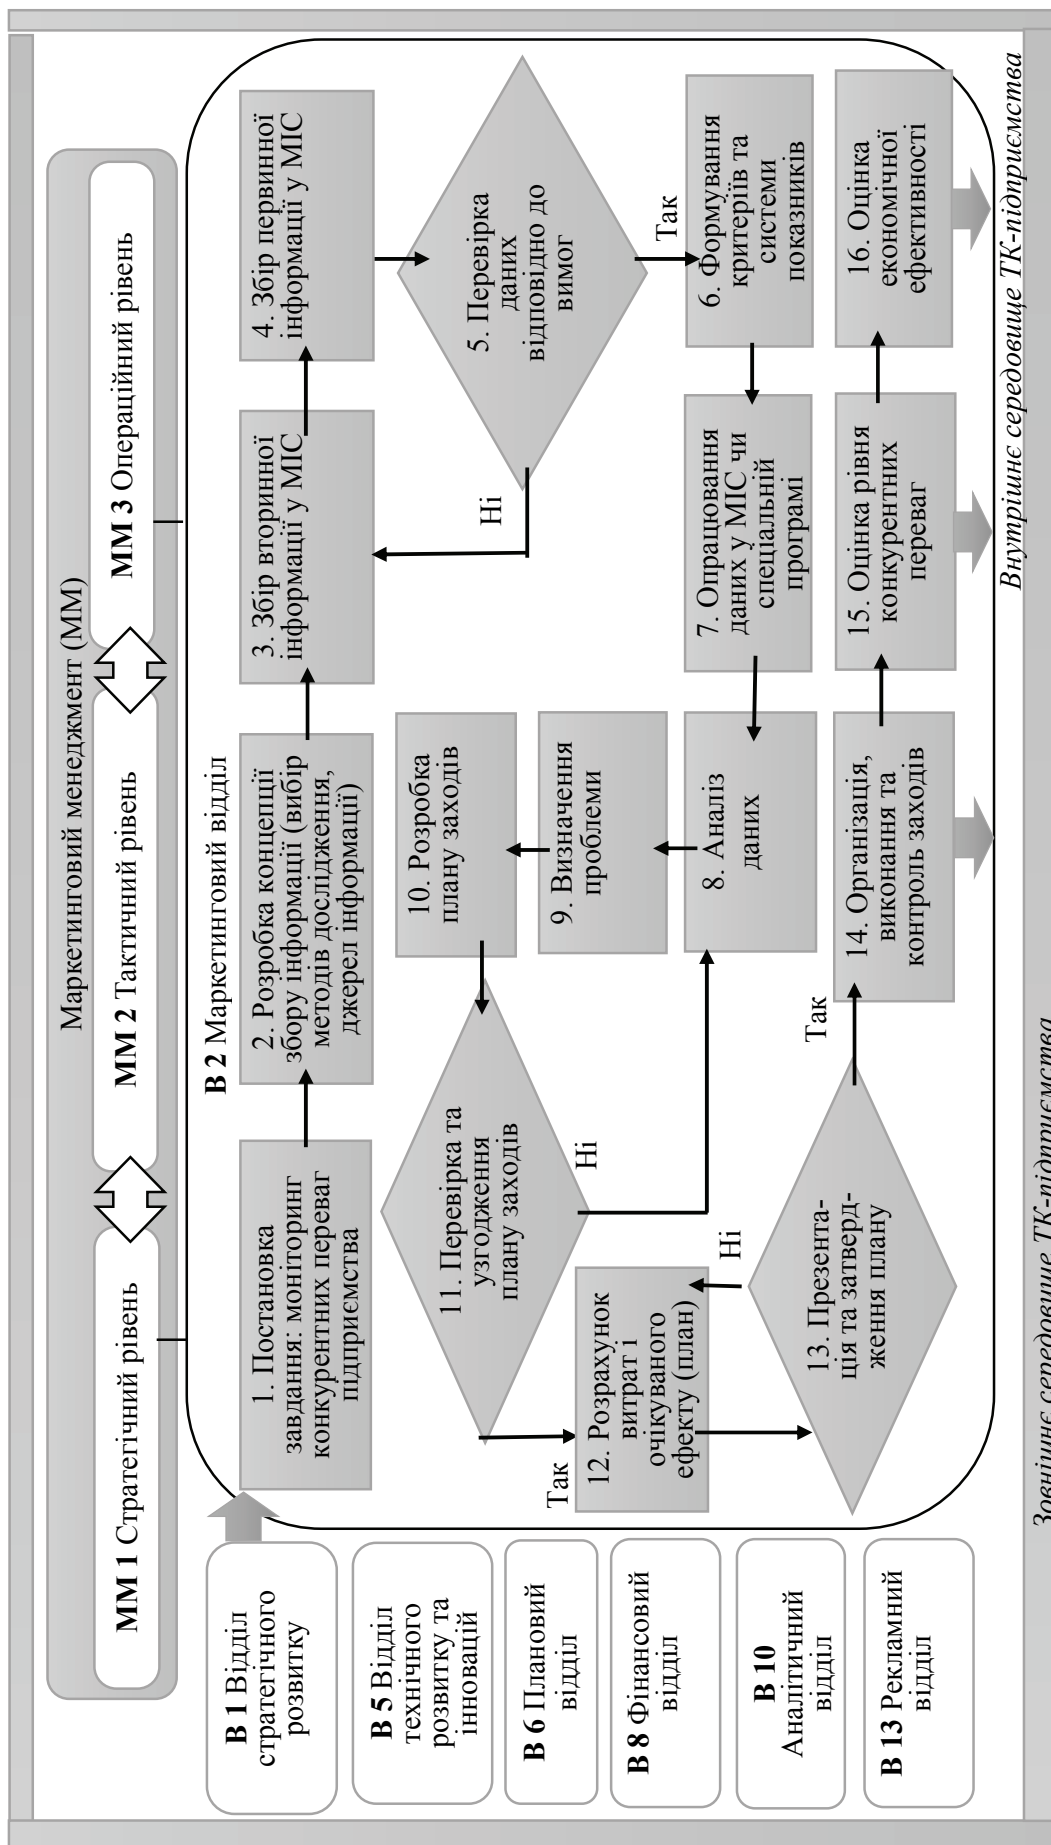 Маркетинговий менеджмент (ММ)
ММ 1 Стратегічний рівень
ММ 2 Тактичний рівень
ММ 3 Операційний рівень
В 2 Маркетинговий відділ
В 1 Відділ
стратегічного
розвитку
В 5 Відділ
технічного
розвитку та
інновацій
В 6 Плановий
відділ
В 8 Фінансовий
відділ
В 10
Аналітичний
відділ
В 13 Рекламний
відділ
1. Постановка
завдання: моніторинг
конкурентних переваг
підприємства
2. Розробка концепції
збору інформації (вибір
методів дослідження,
джерел інформації)
3. Збір вторинної
інформації у МІС
4. Збір первинної
інформації у МІС
5. Перевірка
даних
відповідно до
вимог
Ні
Так
6. Формування
критеріїв та
системи
показників
7. Опрацювання
даних у МІС чи
спеціальній
програмі
8. Аналіз
даних
9. Визначення
проблеми
10. Розробка
плану заходів
11. Перевірка та
узгодження
плану заходів
Ні
Так
12. Розрахунок
витрат і
очікуваного
ефекту (план)
13. Презента-
ція та затверд-
ження плану
Ні
Так
14. Організація,
виконання та
контроль заходів
15. Оцінка рівня
конкурентних
переваг
16. Оцінка
економічної
ефективності
Внутрішнє середовище ТК-підприємства
Зовнішнє середовище ТК-підприємства